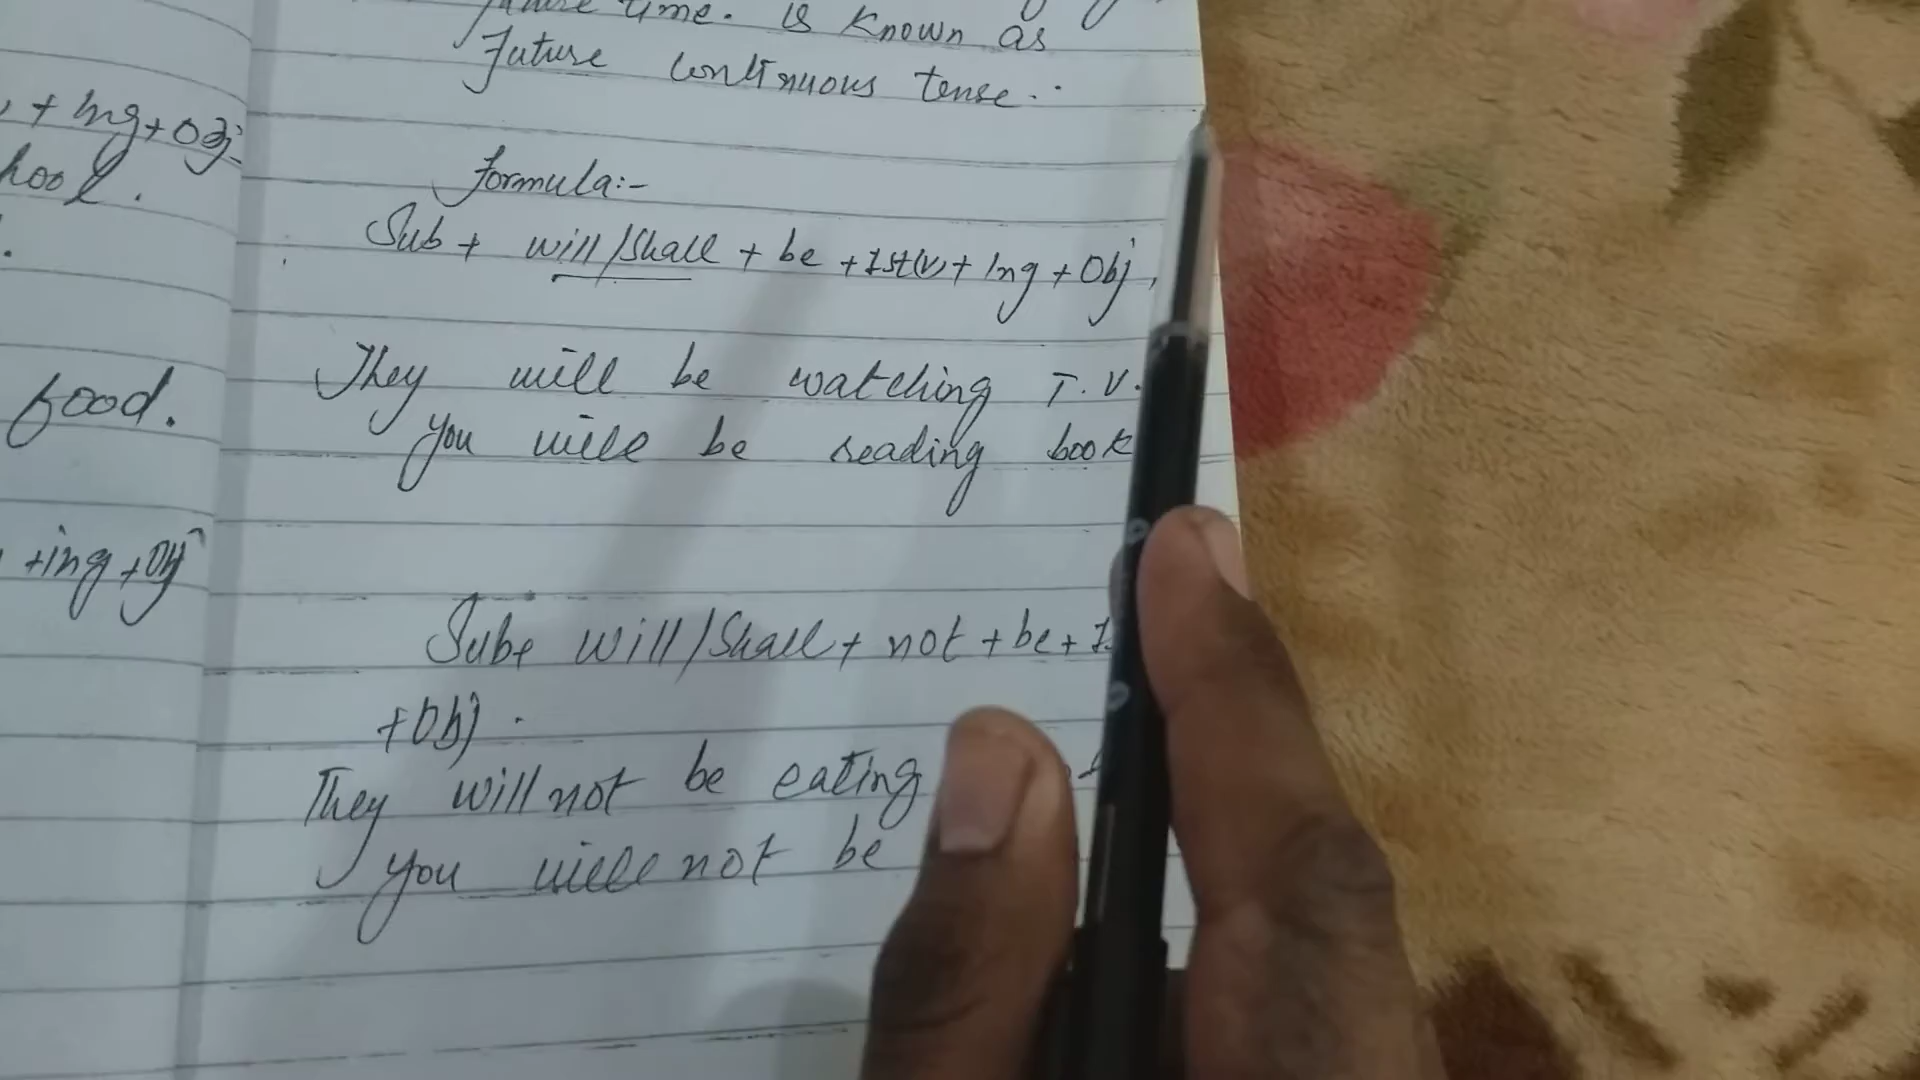 future time. is known as
Future continuous tense.
+ ing + Obj.
hool.
Formula:-
Sub + will/Shall + be + 1st(v) + ing + Obj.
They will be watching T.V.
food.
You will be reading book
+ing + Obj
Sub+ will/Shall + not + be +
+Obj.
They will not be eating
You will not be